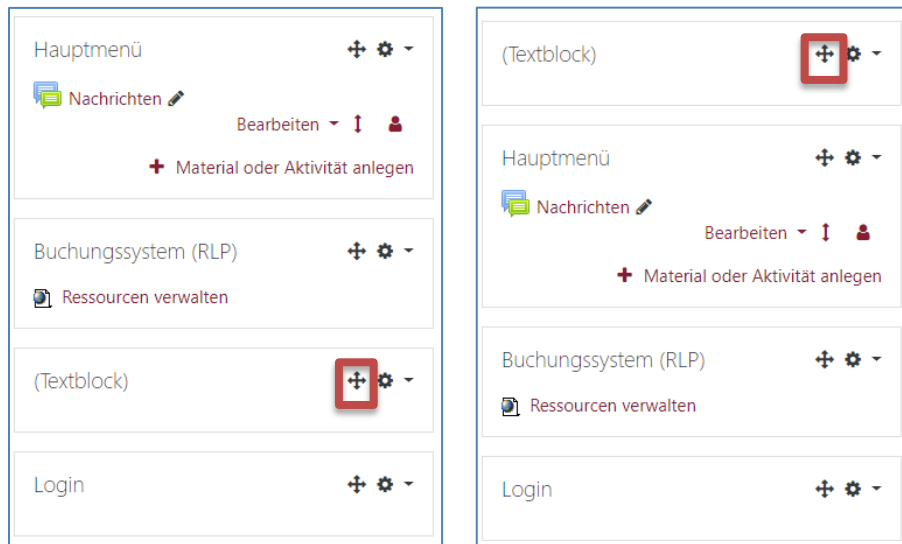 Hauptmenü
Nachrichten
Bearbeiten
Material oder Aktivität anlegen
Buchungssystem (RLP)
Ressourcen verwalten
(Textblock)
Login
(Textblock)
Hauptmenü
Nachrichten
Bearbeiten
Material oder Aktivität anlegen
Buchungssystem (RLP)
Ressourcen verwalten
Login